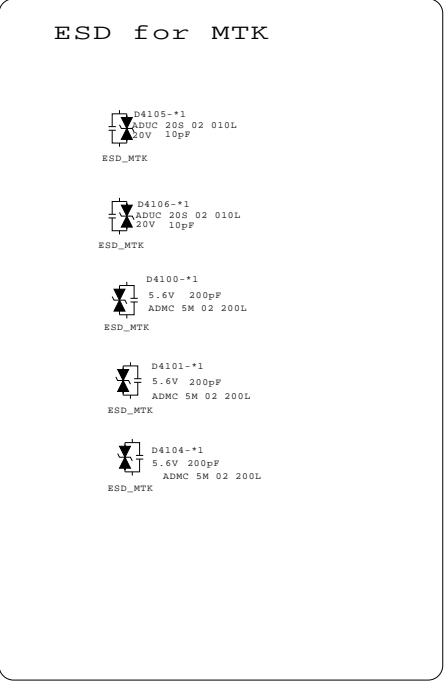 ESD for MTK
D4105-*1
ADUC 20S 02 010L
20V 10pF
ESD_MTK
D4106-*1
ADUC 20S 02 010L
20V 10pF
ESD_MTK
D4100-*1
5.6V 200pF
ADMC 5M 02 200L
ESD_MTK
D4101-*1
5.6V 200pF
ADMC 5M 02 200L
ESD_MTK
D4104-*1
5.6V 200pF
ADMC 5M 02 200L
ESD_MTK